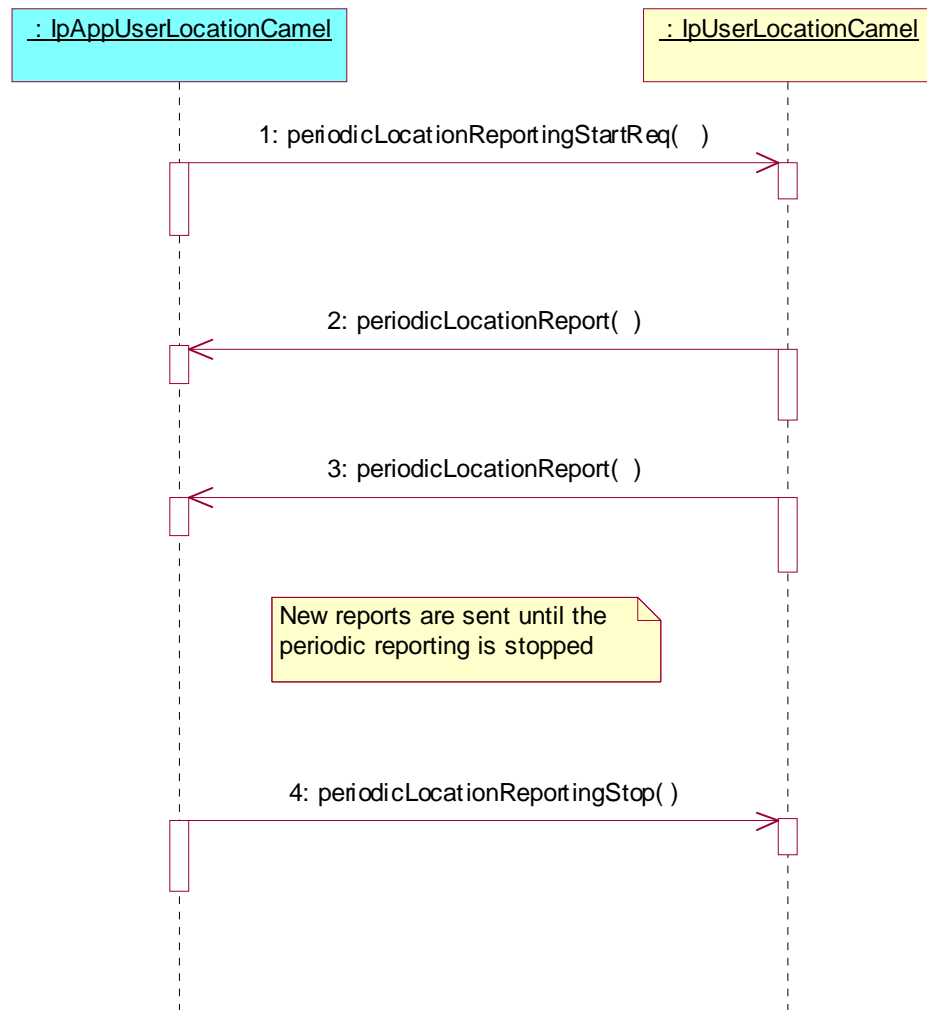 : IpAppUserLocationCamel
: IpUserLocationCamel
1: periodicLocationReportingStartReq( )
2: periodicLocationReport( )
3: periodicLocationReport( )
New reports are sent until the
periodic reporting is stopped
4: periodicLocationReportingStop( )